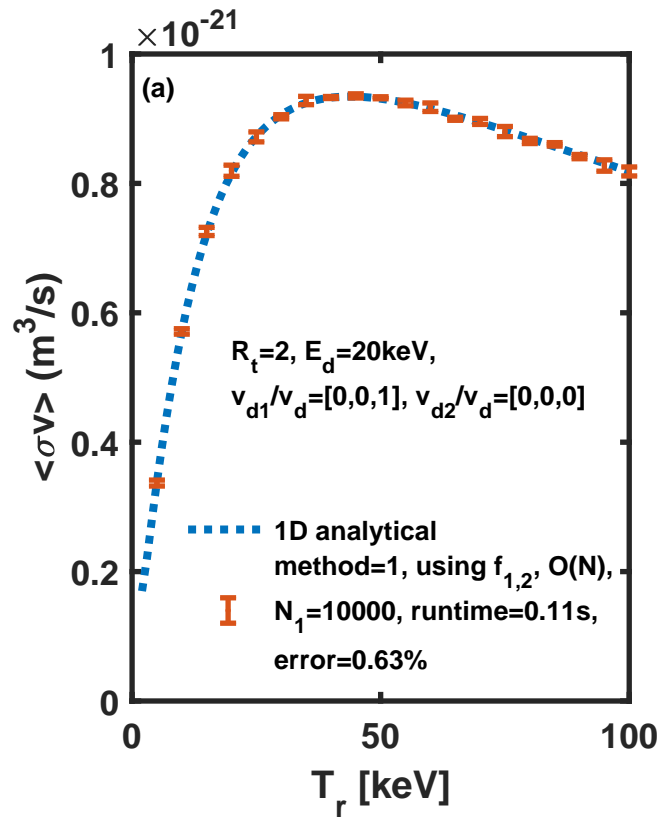 ×10⁻²¹
(a)
1
0.8
0.6
0.4
0.2
0
<σv> (m³/s)
R_t=2, E_d=20keV,
v_d1/v_d=[0,0,1], v_d2/v_d=[0,0,0]
1D analytical
method=1, using f_1,2, O(N),
N_1=10000, runtime=0.11s,
error=0.63%
0 50 100
T_r [keV]